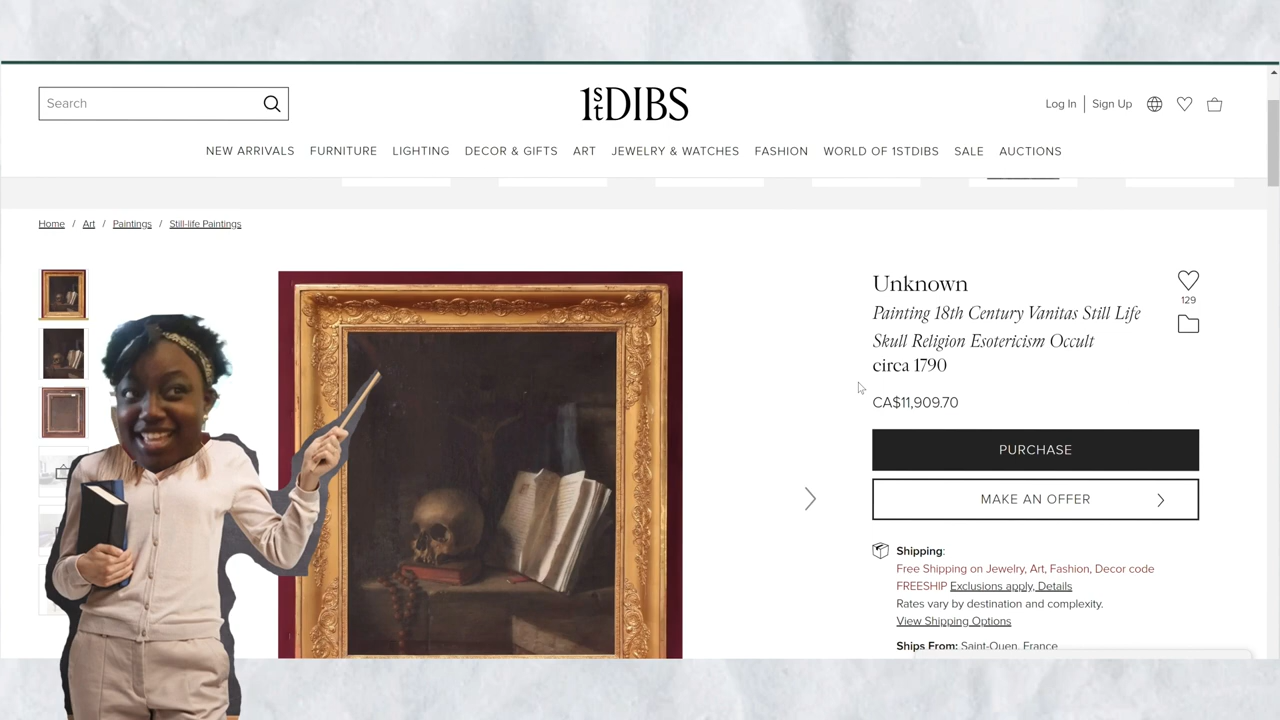 Search
1stDIBS
Log In | Sign Up
NEW ARRIVALS FURNITURE LIGHTING DECOR & GIFTS ART JEWELRY & WATCHES FASHION WORLD OF 1STDIBS SALE AUCTIONS
Home / Art / Paintings / Still-life Paintings
Unknown
129
Painting 18th Century Vanitas Still Life
Skull Religion Esotericism Occult
circa 1790
CA$11,909.70
PURCHASE
MAKE AN OFFER
Shipping:
Free Shipping on Jewelry, Art, Fashion, Decor code
FREESHIP Exclusions apply, Details
Rates vary by destination and complexity.
View Shipping Options
Ships From: Saint-Ouen, France